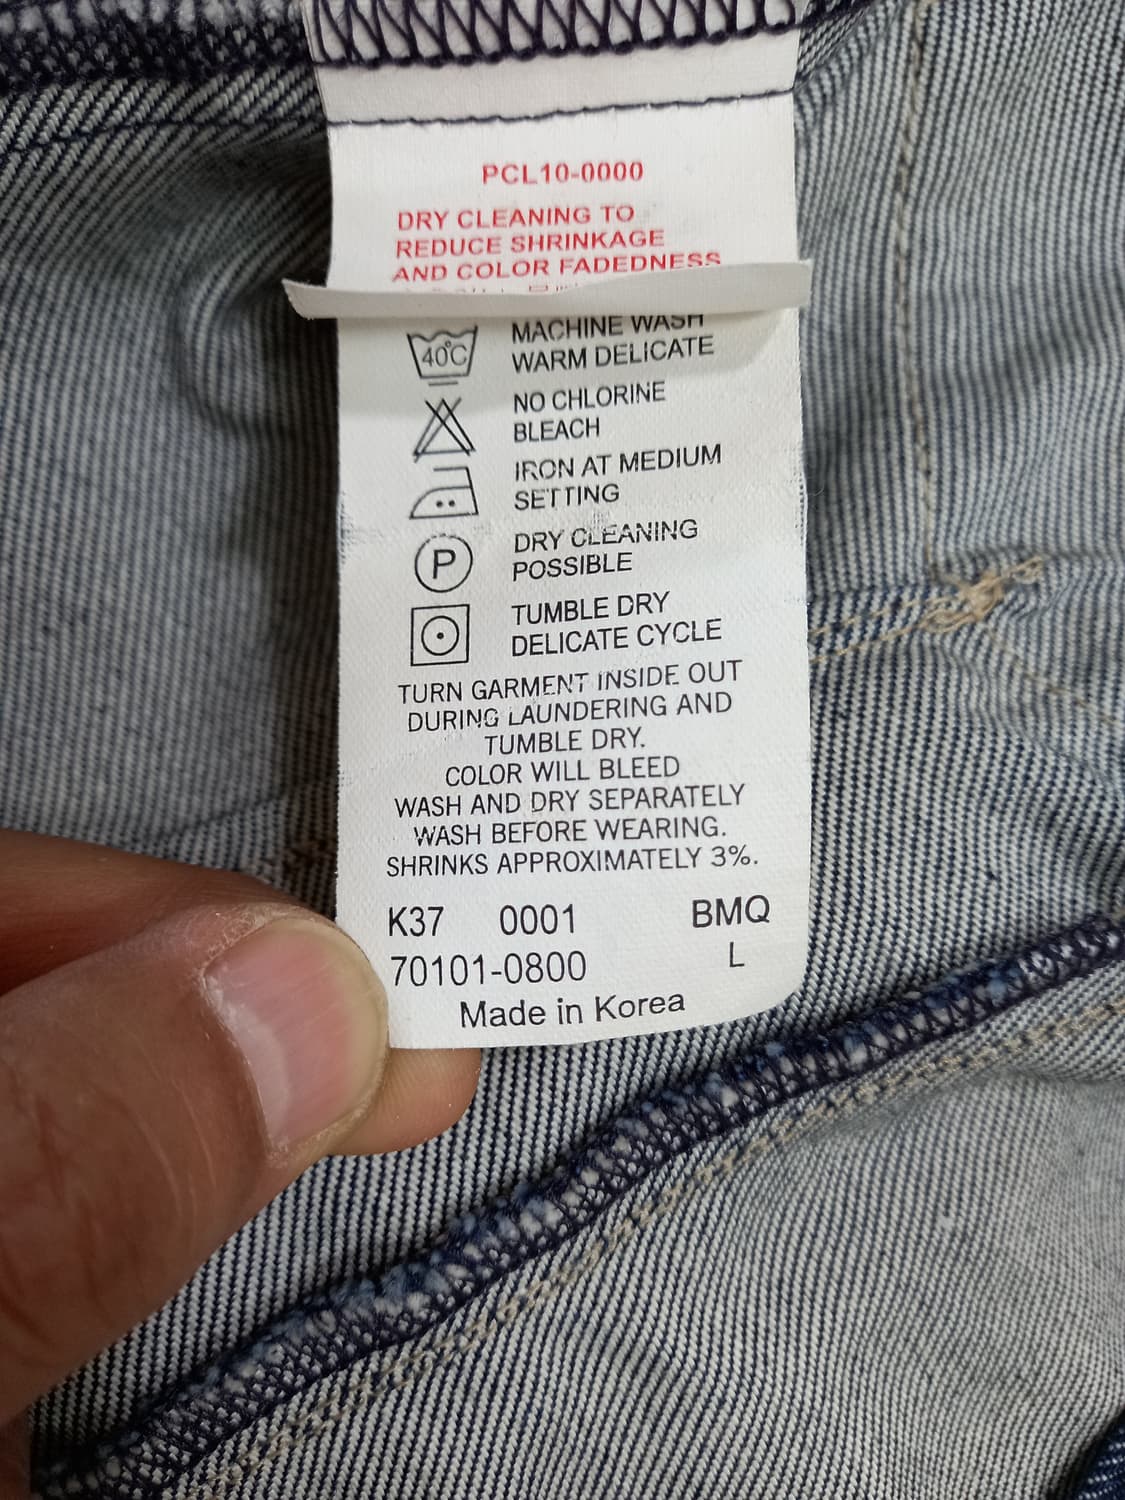 PCL10-0000
DRY CLEANING TO
REDUCE SHRINKAGE
AND COLOR FADEDNESS
40°C
MACHINE WASH
WARM DELICATE
NO CHLORINE
BLEACH
IRON AT MEDIUM
SETTING
P
DRY CLEANING
POSSIBLE
TUMBLE DRY
DELICATE CYCLE
TURN GARMENT INSIDE OUT
DURING LAUNDERING AND
TUMBLE DRY.
COLOR WILL BLEED
WASH AND DRY SEPARATELY
WASH BEFORE WEARING.
SHRINKS APPROXIMATELY 3%.
K37 0001 BMQ
70101-0800 L
Made in Korea